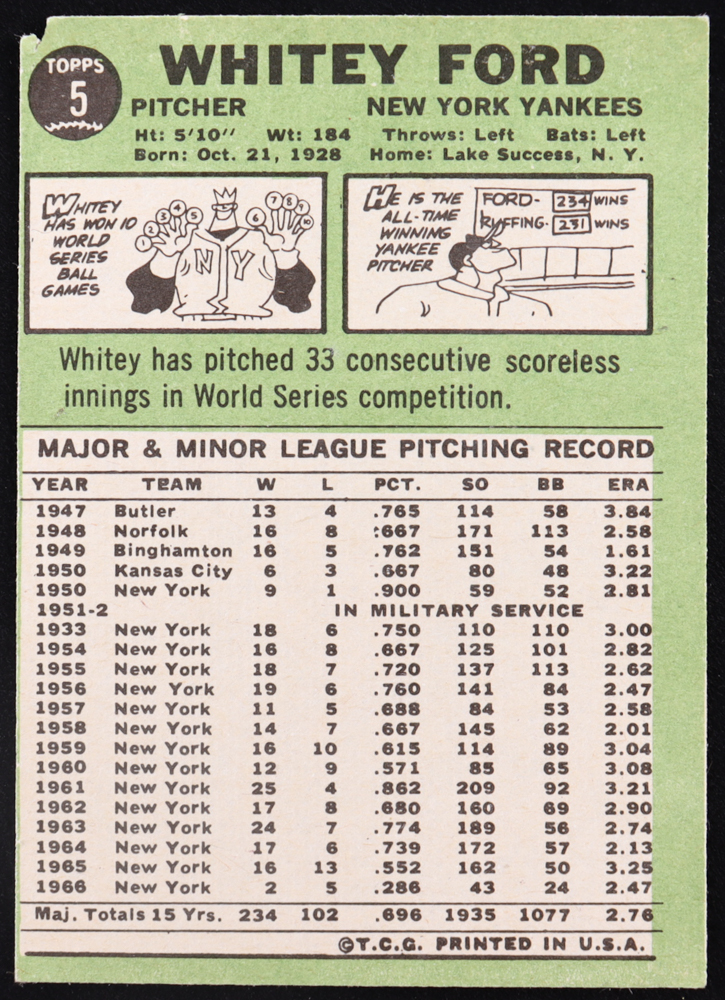 TOPPS
5
WHITEY FORD
PITCHER NEW YORK YANKEES
Ht: 5'10" Wt: 184 Throws: Left Bats: Left
Born: Oct. 21, 1928 Home: Lake Success, N. Y.
WHITEY
HAS WON 10
WORLD
SERIES
BALL
GAMES
1 2 3 4 5 6 7 8 9 10
N Y
HE IS THE
ALL-TIME
WINNING
YANKEE
PITCHER
FORD- 234 WINS
RUFFING- 231 WINS
Whitey has pitched 33 consecutive scoreless
innings in World Series competition.
MAJOR & MINOR LEAGUE PITCHING RECORD
YEAR TEAM W L PCT. SO BB ERA
1947 Butler 13 4 .765 114 58 3.84
1948 Norfolk 16 8 .667 171 113 2.58
1949 Binghamton 16 5 .762 151 54 1.61
1950 Kansas City 6 3 .667 80 48 3.22
1950 New York 9 1 .900 59 52 2.81
1951-2 IN MILITARY SERVICE
1933 New York 18 6 .750 110 110 3.00
1954 New York 16 8 .667 125 101 2.82
1955 New York 18 7 .720 137 113 2.62
1956 New York 19 6 .760 141 84 2.47
1957 New York 11 5 .688 84 53 2.58
1958 New York 14 7 .667 145 62 2.01
1959 New York 16 10 .615 114 89 3.04
1960 New York 12 9 .571 85 65 3.08
1961 New York 25 4 .862 209 92 3.21
1962 New York 17 8 .680 160 69 2.90
1963 New York 24 7 .774 189 56 2.74
1964 New York 17 6 .739 172 57 2.13
1965 New York 16 13 .552 162 50 3.25
1966 New York 2 5 .286 43 24 2.47
Maj. Totals 15 Yrs. 234 102 .696 1935 1077 2.76
©T.C.G. PRINTED IN U.S.A.